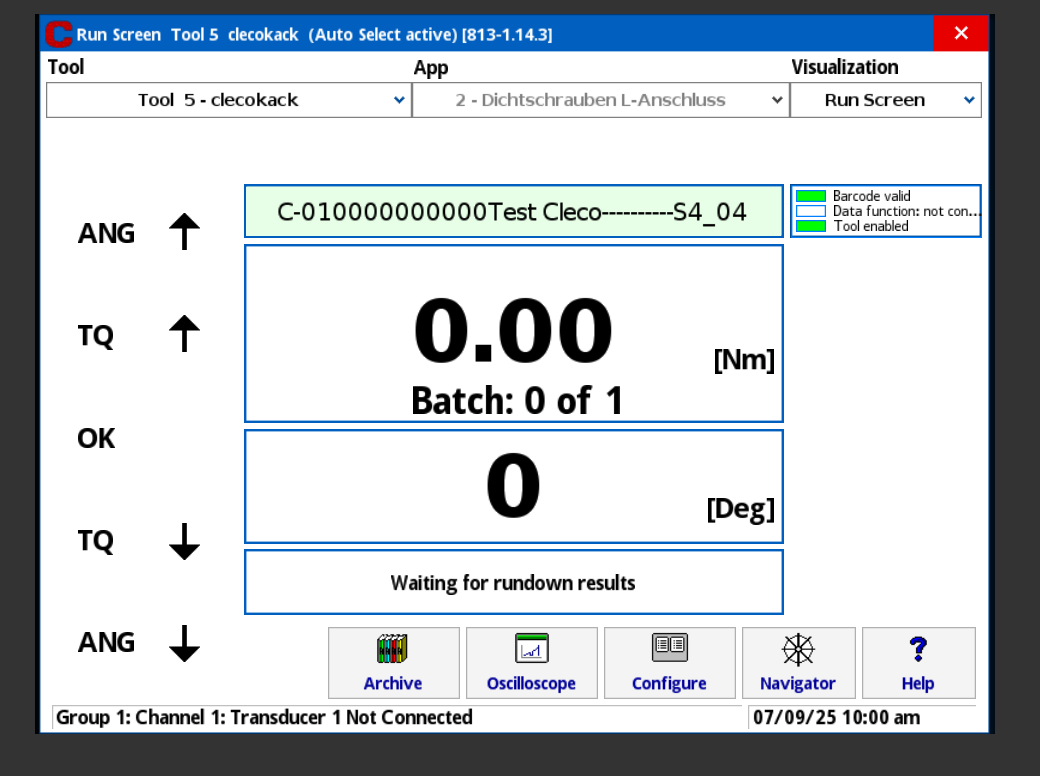 Run Screen  Tool 5  clecokack  (Auto Select active) [813-1.14.3]
Tool App Visualization
Tool  5 - clecokack 2 - Dichtschrauben L-Anschluss Run Screen
C-010000000000Test Cleco----------S4_04
Barcode valid
Data function: not con...
Tool enabled
ANG
TQ
0.00 [Nm]
Batch: 0 of 1
OK
0 [Deg]
TQ
Waiting for rundown results
ANG
Archive Oscilloscope Configure Navigator Help
Group 1: Channel 1: Transducer 1 Not Connected 07/09/25 10:00 am